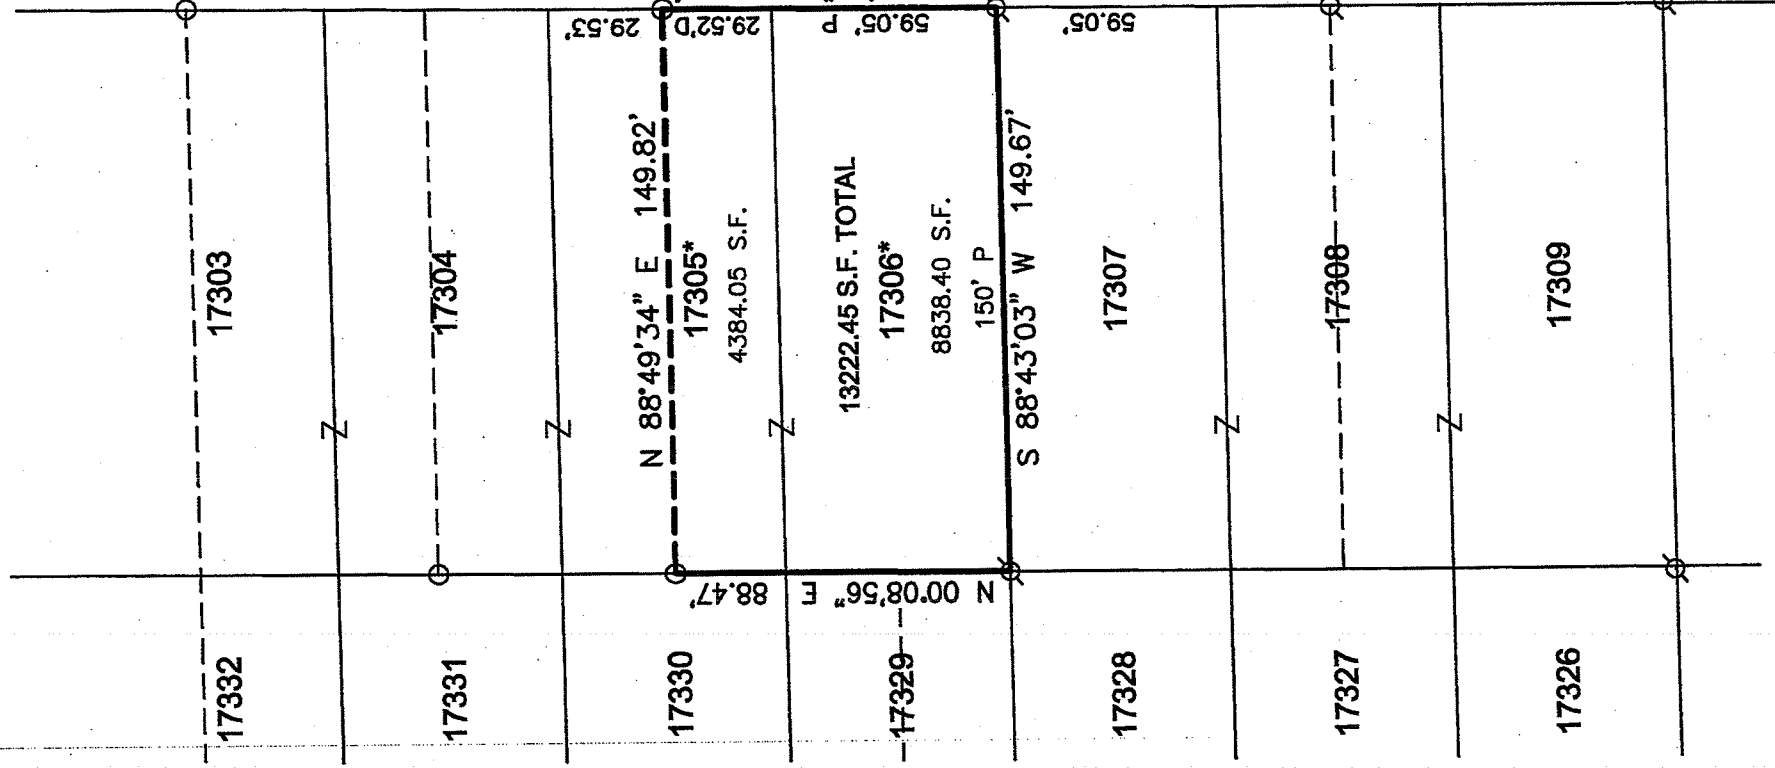 29.53'
29.52'D
59.05' P
59.05'
17303
17304
N 88°49'34" E 149.82'
17305*
4384.05 S.F.
13222.45 S.F. TOTAL
17306*
8838.40 S.F.
150' P
S 88°43'03" W 149.67'
17307
17308
17309
N 00°08'56" E 88.47'
17332
17331
17330
17329
17328
17327
17326